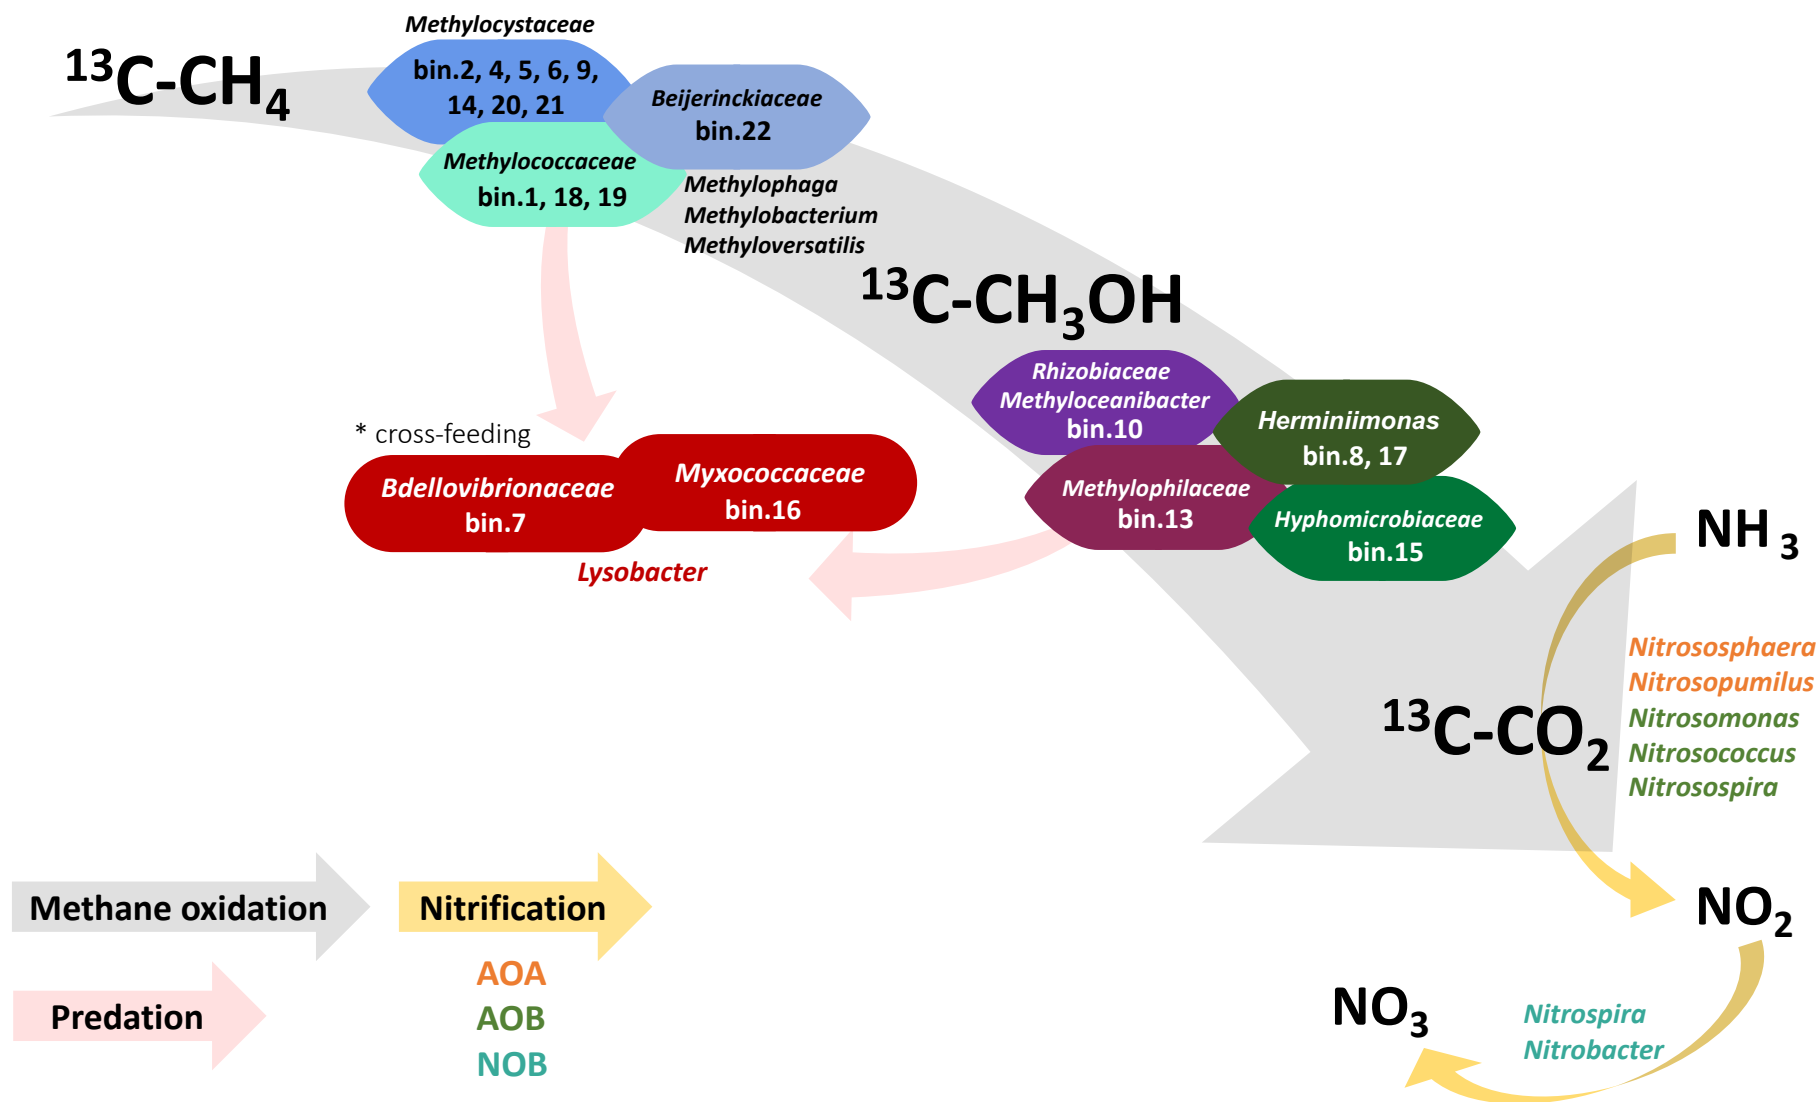 ¹³C-CH₄
Methylocystaceae
bin.2, 4, 5, 6, 9,
14, 20, 21
Beijerinckiaceae
bin.22
Methylococcaceae
bin.1, 18, 19
Methylophaga
Methylobacterium
Methyloversatilis
¹³C-CH₃OH
Rhizobiaceae
Methyloceanibacter
bin.10
Herminiimonas
bin.8, 17
Methylophilaceae
bin.13
Hyphomicrobiaceae
bin.15
* cross-feeding
Bdellovibrionaceae
bin.7
Myxococcaceae
bin.16
Lysobacter
NH ₃
Nitrososphaera
Nitrosopumilus
Nitrosomonas
Nitrosococcus
Nitrosospira
¹³C-CO₂
NO₂
NO₃
Nitrospira
Nitrobacter
Methane oxidation
Nitrification
Predation
AOA
AOB
NOB